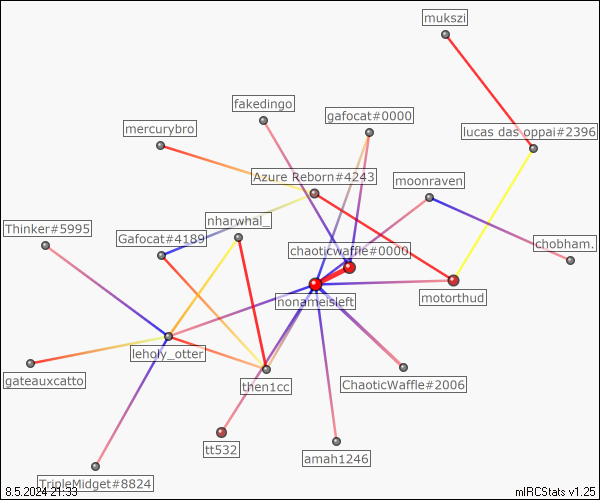 mukszi
fakedingo
gafocat#0000
mercurybro
lucas das oppai#2396
Azure Reborn#4243
moonraven
nharwhal_
Thinker#5995
Gafocat#4189
chobham.
chaoticwaffle#0000
nonameisleft
motorthud
leholy_otter
gateauxcatto
then1cc
ChaoticWaffle#2006
tt532
amah1246
TripleMidget#8824
8.5.2024 21:33
mIRCStats v1.25